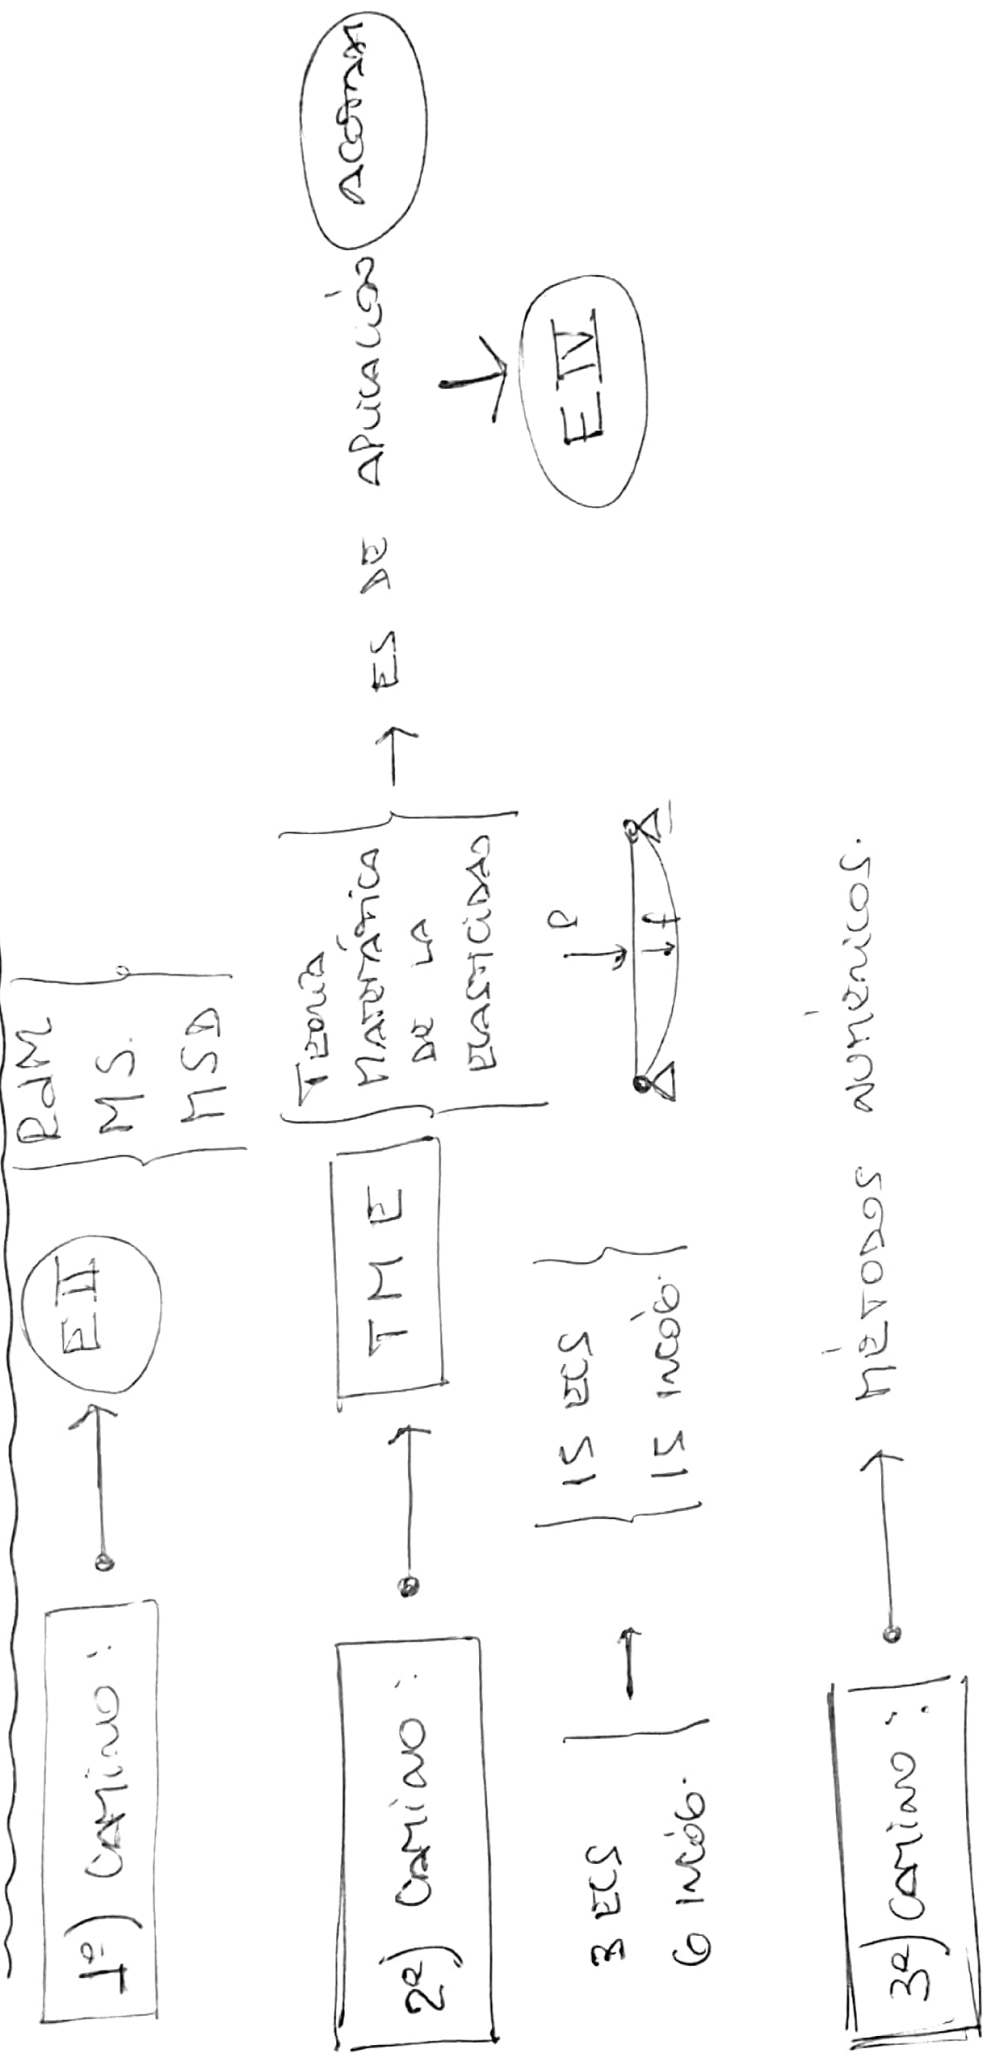 1º) CAMINO: → E II { RdM
M.S.
MSD }
2º) CAMINO: → TME { TEORÍA
MATEMÁTICA
DE LA
ELASTICIDAD } → ES DE APLICACIÓN ACOTADA
E IV
3 ECS
6 INCÓG. } → { 15 ECS
15 INCÓG. }
P
f
3º) CAMINO: → MÉTODOS NUMÉRICOS.